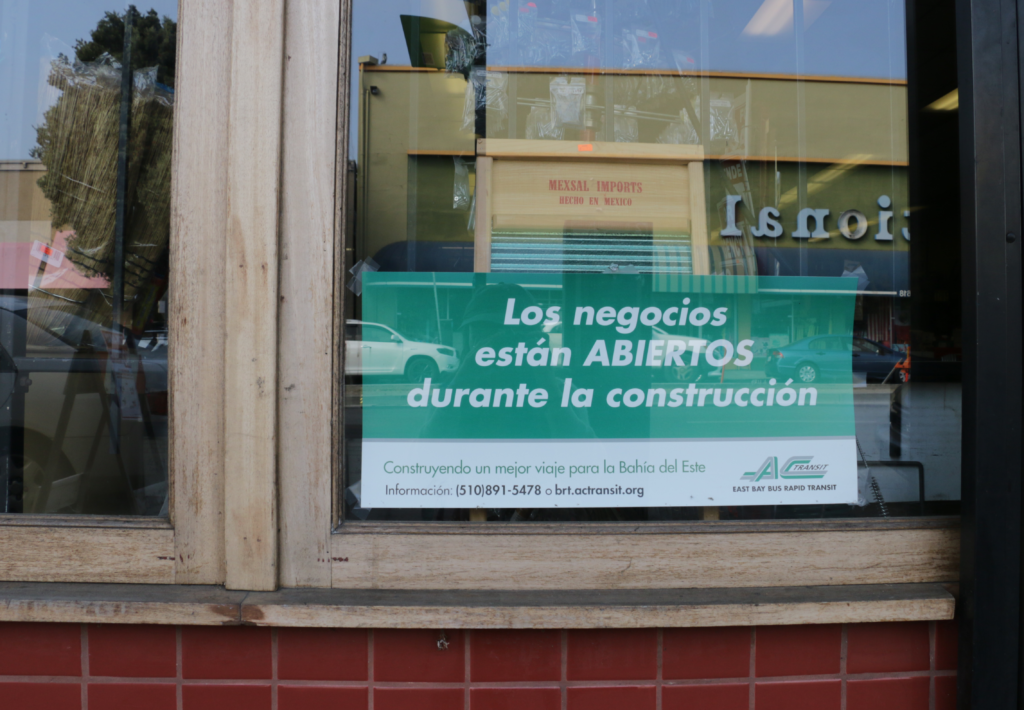 MEXSAL IMPORTS
HECHO EN MEXICO
Los negocios
están ABIERTOS
durante la construcción
Construyendo un mejor viaje para la Bahía del Este
Información: (510)891-5478 o brt.actransit.org
AC TRANSIT
EAST BAY BUS RAPID TRANSIT